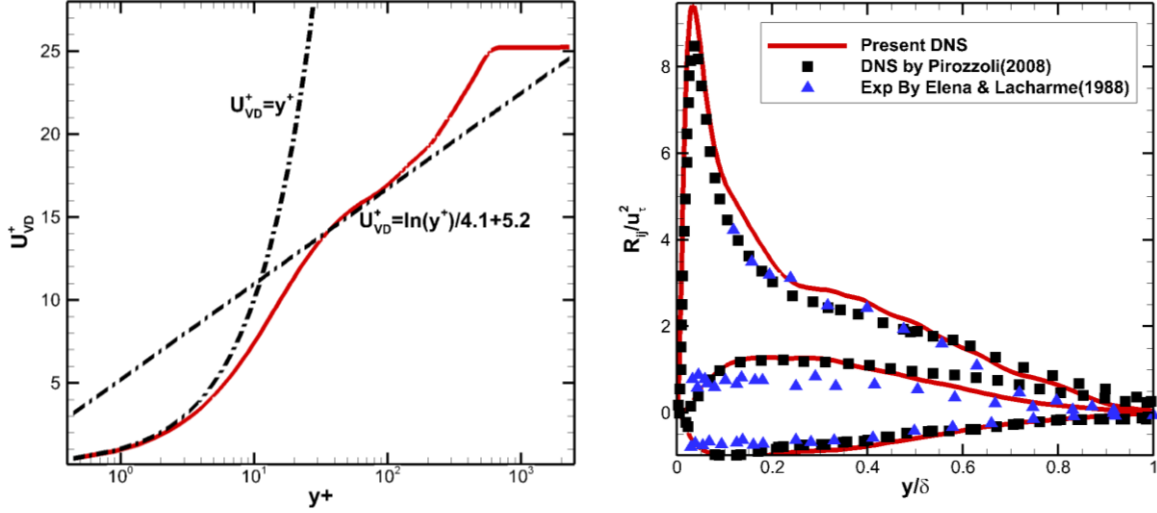 25
20
15
10
5
U⁺VD
U⁺VD=y⁺
U⁺VD=ln(y⁺)/4.1+5.2
10⁰
10¹
10²
10³
y+
8
6
4
2
0
Rij/u²τ
Present DNS
DNS by Pirozzoli(2008)
Exp By Elena & Lacharme(1988)
0
0.2
0.4
0.6
0.8
1
y/δ